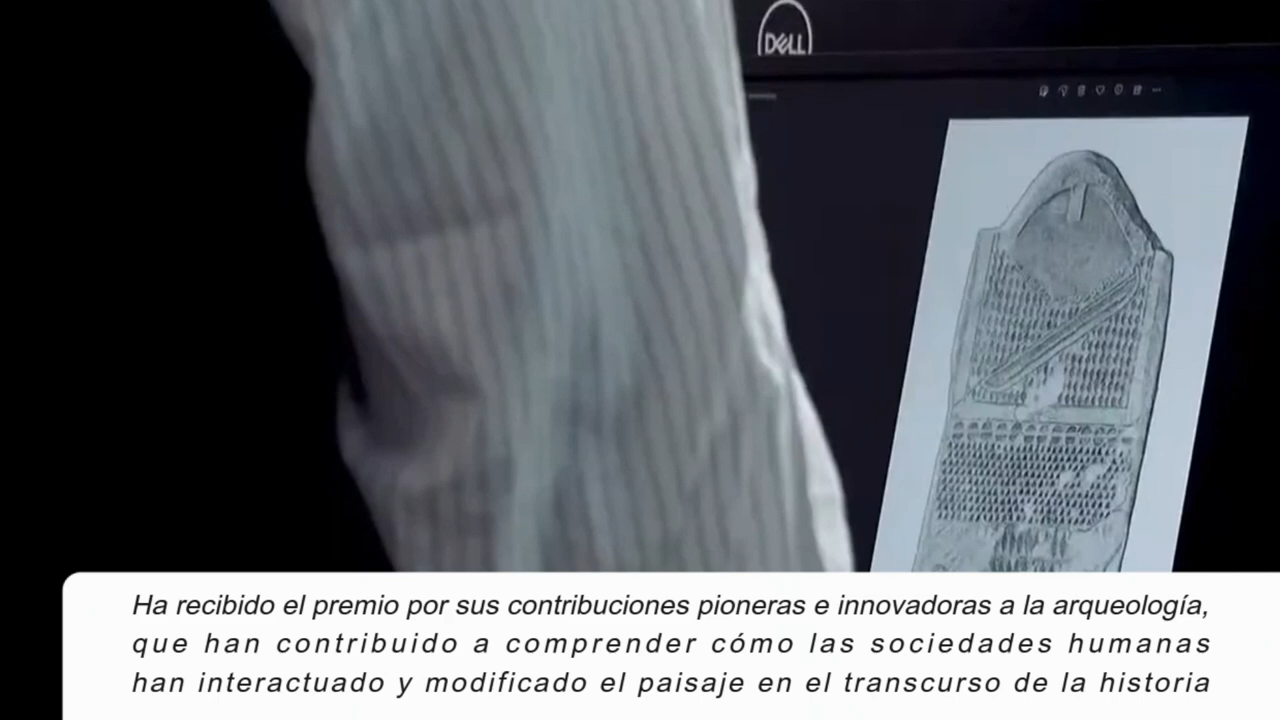 DELL
Ha recibido el premio por sus contribuciones pioneras e innovadoras a la arqueología,
que han contribuido a comprender cómo las sociedades humanas
han interactuado y modificado el paisaje en el transcurso de la historia